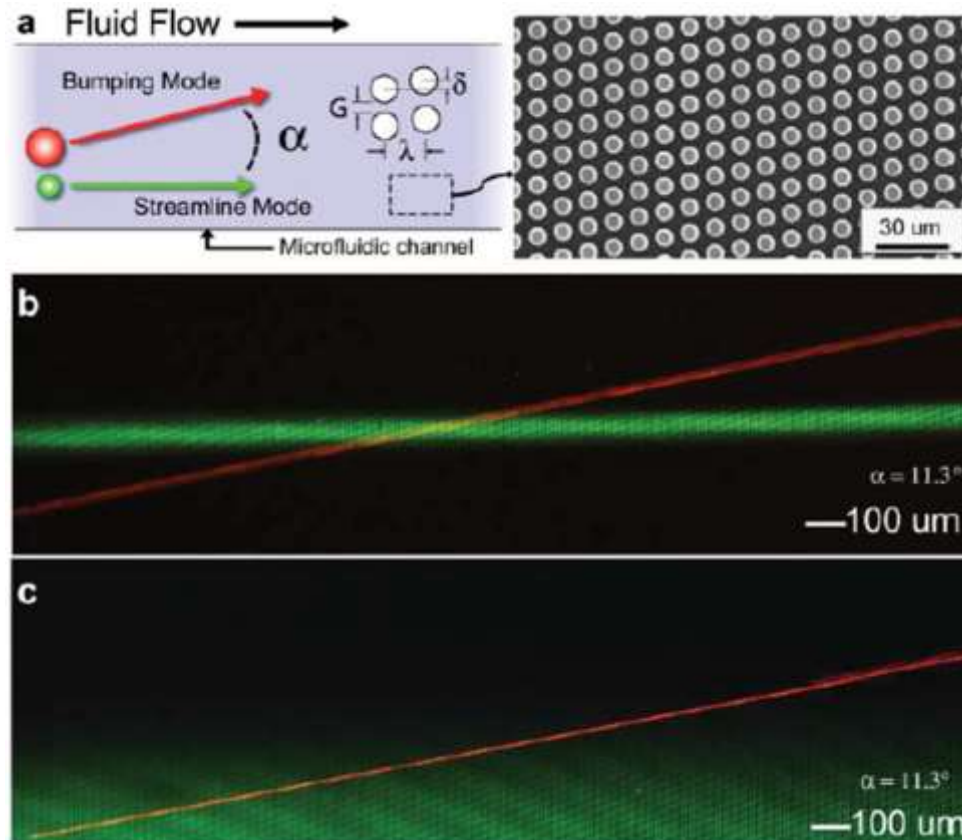 a Fluid Flow
Bumping Mode
α
G
δ
λ
Streamline Mode
Microfluidic channel
30 um
b
α = 11.3°
100 um
c
α = 11.3°
100 um